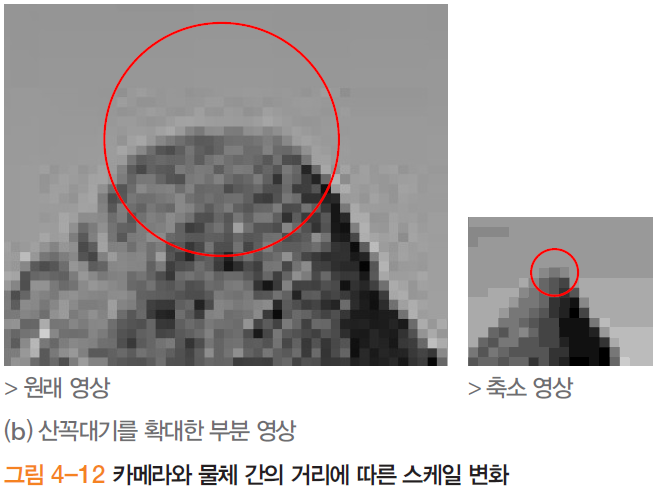 > 원래 영상
> 축소 영상
(b) 산꼭대기를 확대한 부분 영상
그림 4-12 카메라와 물체 간의 거리에 따른 스케일 변화